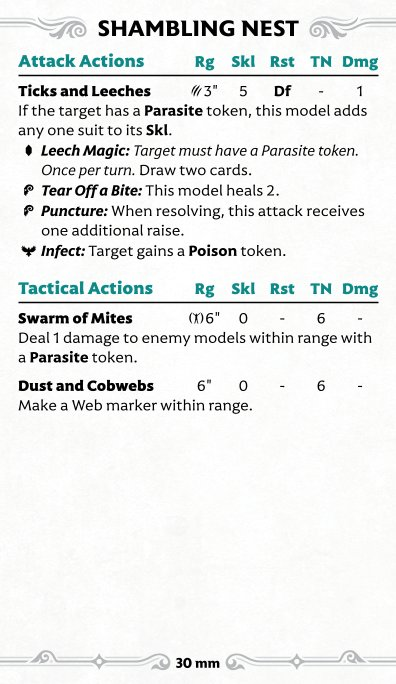 SHAMBLING NEST
Attack Actions Rg Skl Rst TN Dmg
Ticks and Leeches 3" 5 Df - 1
If the target has a Parasite token, this model adds
any one suit to its Skl.
Leech Magic: Target must have a Parasite token.
Once per turn. Draw two cards.
Tear Off a Bite: This model heals 2.
Puncture: When resolving, this attack receives
one additional raise.
Infect: Target gains a Poison token.
Tactical Actions Rg Skl Rst TN Dmg
Swarm of Mites 6" 0 - 6 -
Deal 1 damage to enemy models within range with
a Parasite token.
Dust and Cobwebs 6" 0 - 6 -
Make a Web marker within range.
30 mm